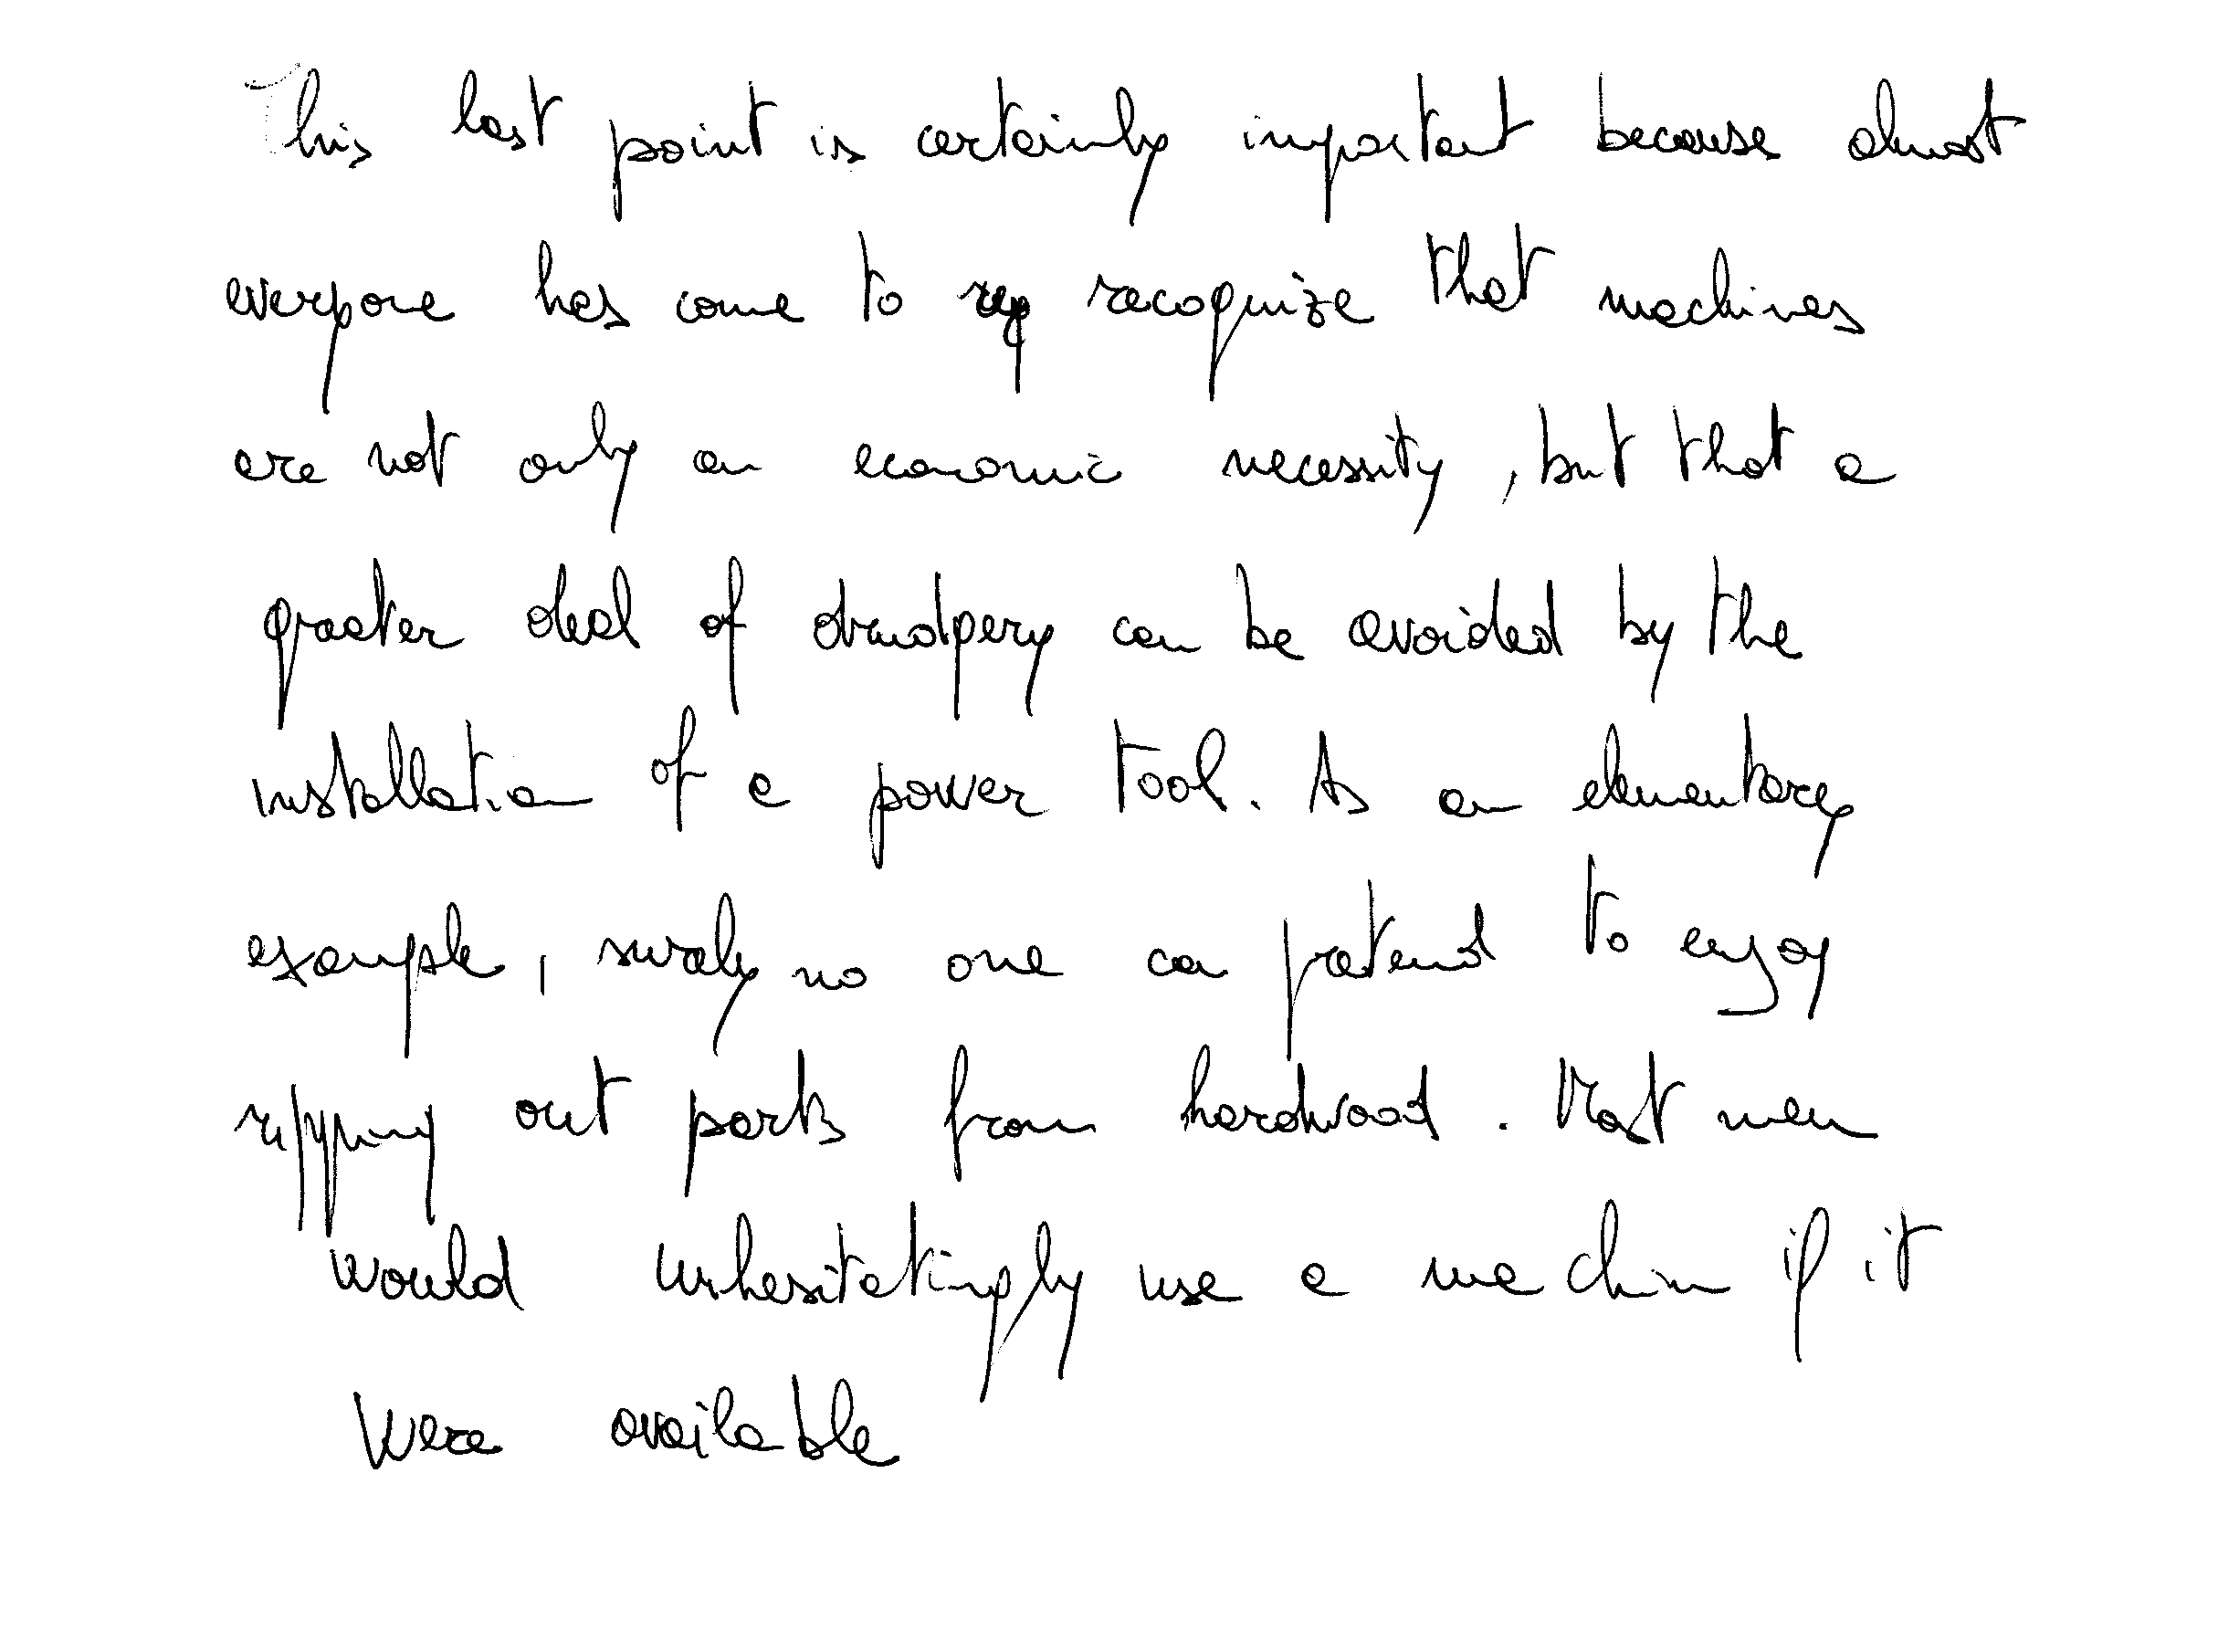 This last point is certainly important because almost
everyone has come to reg recognize that machines
are not only an economic necessity, but that a
greater deal of drudgery can be avoided by the
installation of a power tool. As an elementary
example, surely no one can pretend to enjoy
ripping out parts from hardwood. Most men
would unhesitatingly use a machin if it
were available